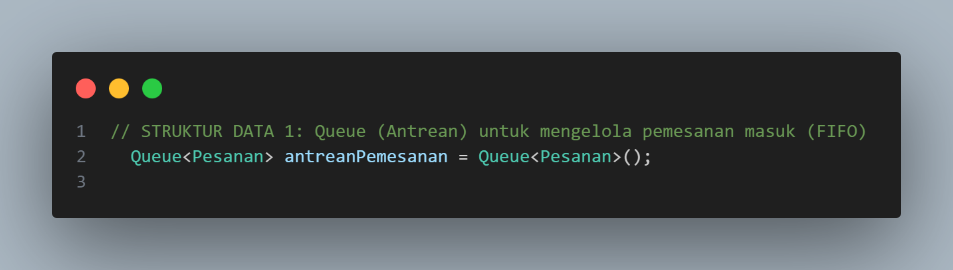 1 // STRUKTUR DATA 1: Queue (Antrean) untuk mengelola pemesanan masuk (FIFO)
2 Queue<Pesanan> antreanPemesanan = Queue<Pesanan>();
3